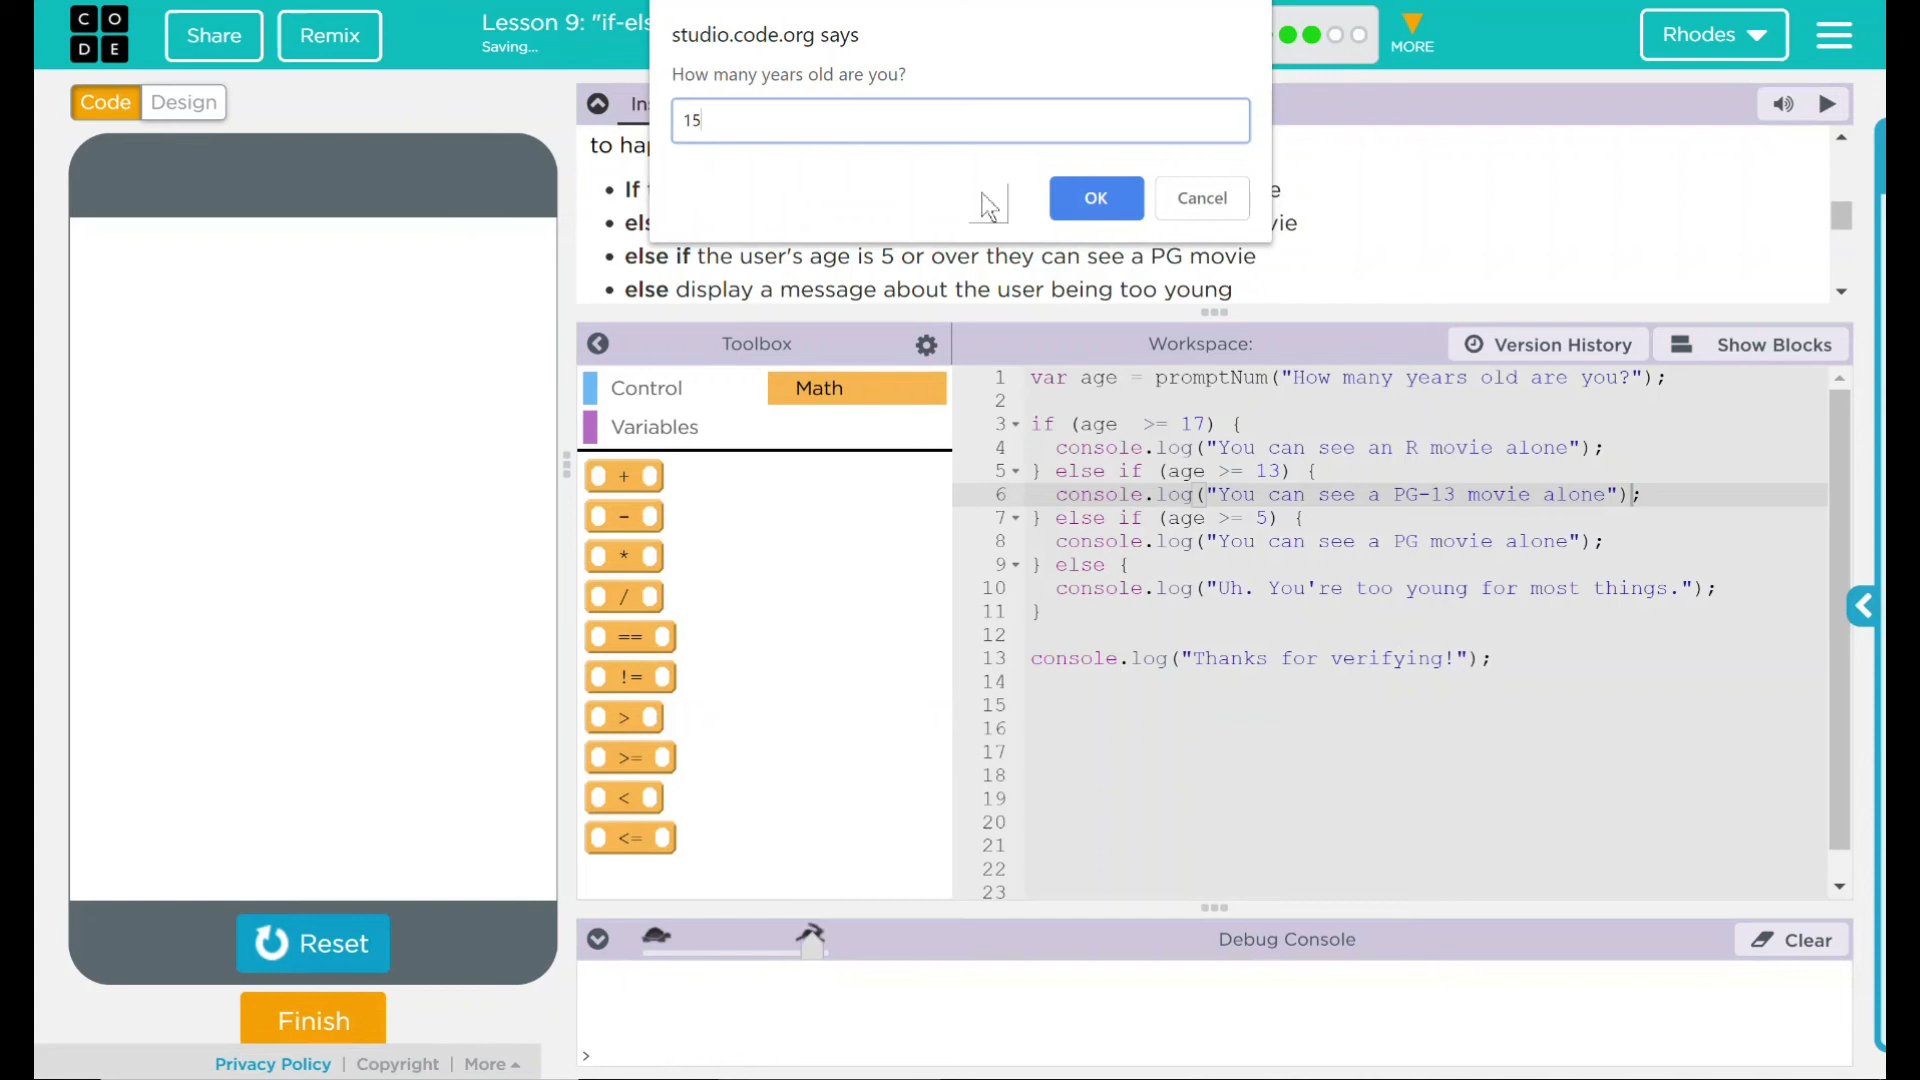 C O
D E
Share
Remix
Lesson 9: "if-els
Saving...
MORE
Rhodes
studio.code.org says
How many years old are you?
15
OK
Cancel
Code
Design
Ins
to hap
If
e
els
vie
else if the user's age is 5 or over they can see a PG movie
else display a message about the user being too young
Toolbox
Workspace:
Version History
Show Blocks
Control
Math
Variables
+
-
*
/
==
!=
>
>=
<
<=
1 var age = promptNum("How many years old are you?");
2
3 if (age  >= 17) {
4 console.log("You can see an R movie alone");
5 } else if (age >= 13) {
6 console.log("You can see a PG-13 movie alone");
7 } else if (age >= 5) {
8 console.log("You can see a PG movie alone");
9 } else {
10 console.log("Uh. You're too young for most things.");
11 }
12
13 console.log("Thanks for verifying!");
14
15
16
17
18
19
20
21
22
23
Reset
Finish
Debug Console
Clear
>
Privacy Policy | Copyright | More